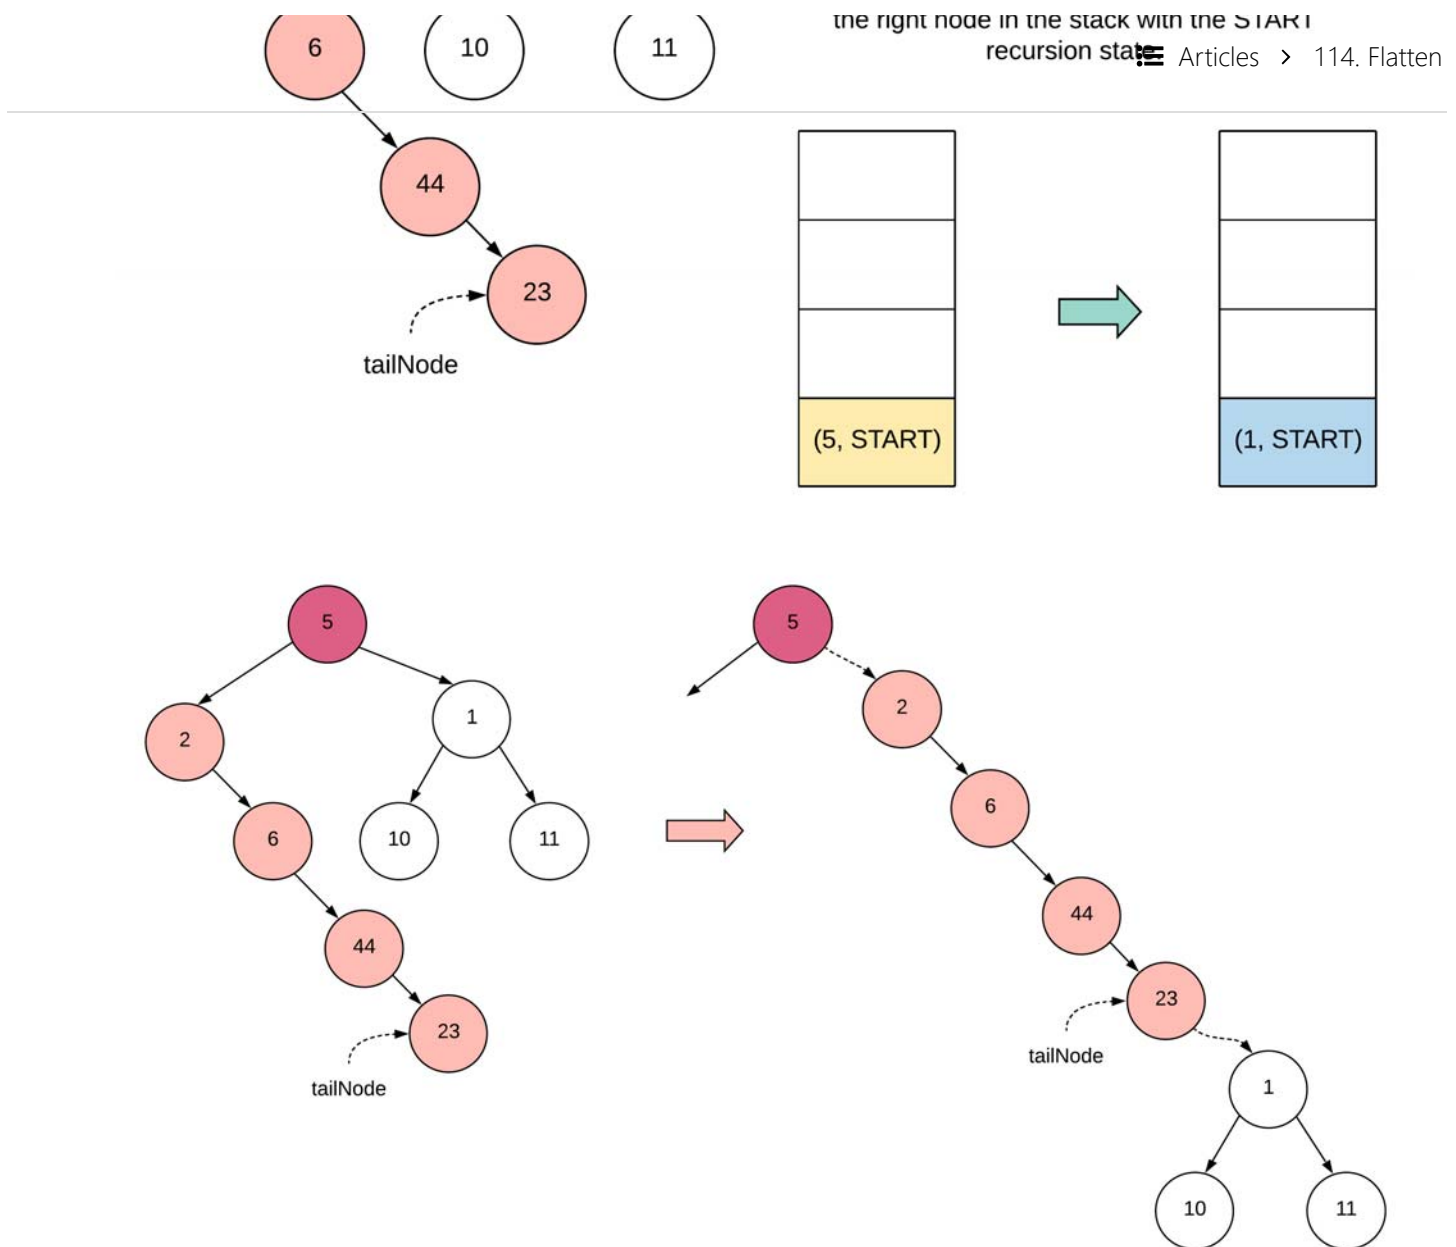 the right node in the stack with the START
recursion state.
Articles > 114. Flatten
6
10
11
44
23
tailNode
(5, START)
(1, START)
5
2
1
6
10
11
44
23
tailNode
5
2
6
44
23
tailNode
1
10
11